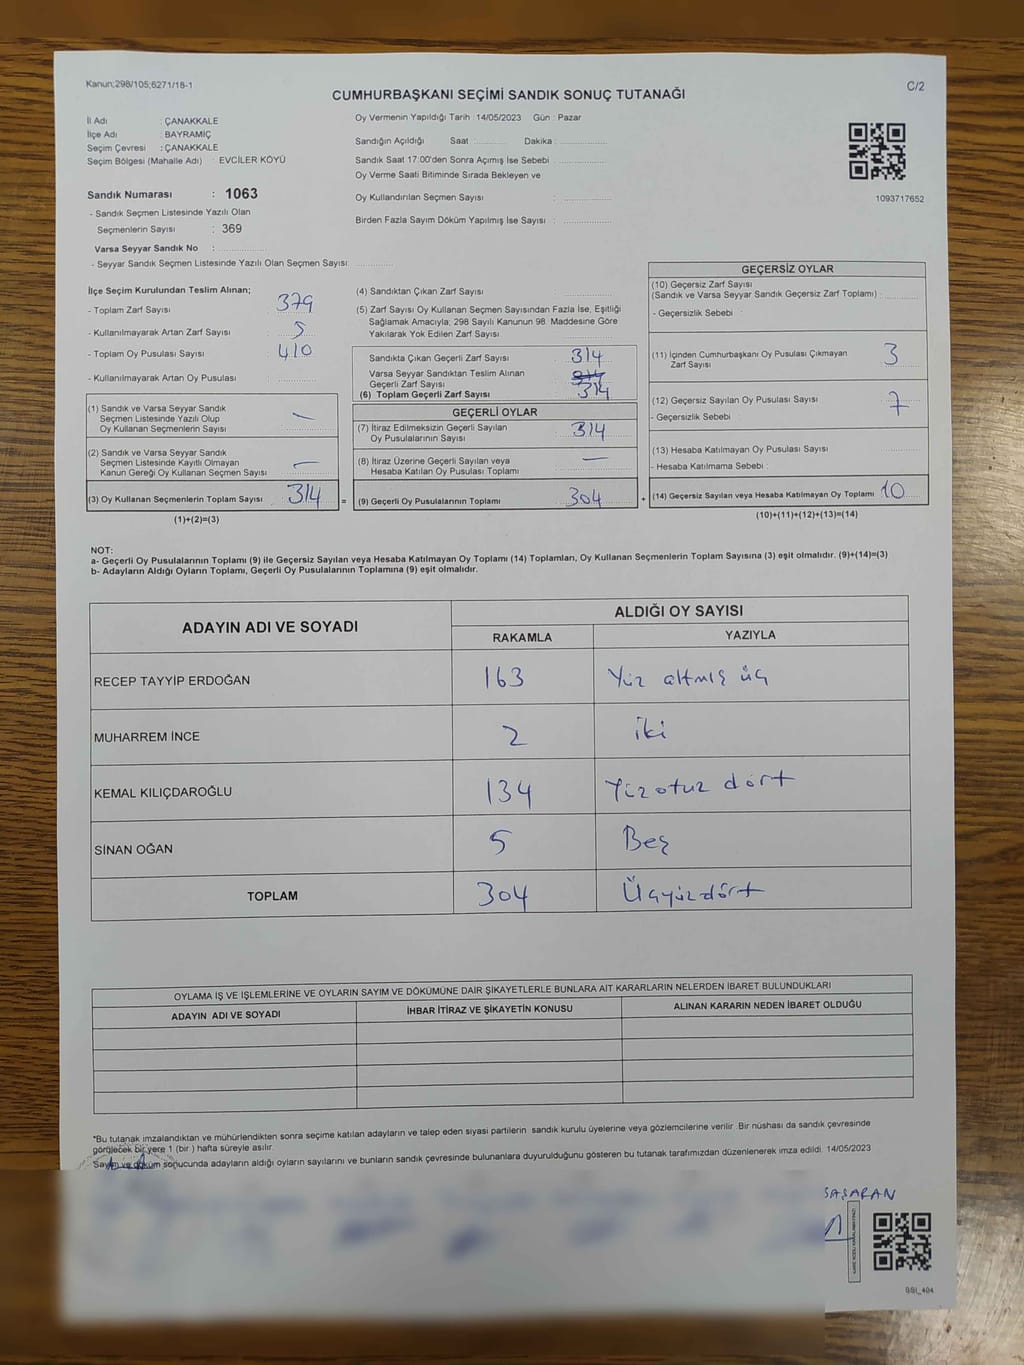 Kanun;298/105;6271/18-1
C/2
CUMHURBAŞKANI SEÇİMİ SANDIK SONUÇ TUTANAĞI
İl Adı : ÇANAKKALE
İlçe Adı : BAYRAMİÇ
Seçim Çevresi : ÇANAKKALE
Seçim Bölgesi (Mahalle Adı) : EVCİLER KÖYÜ
Sandık Numarası : 1063
- Sandık Seçmen Listesinde Yazılı Olan
Seçmenlerin Sayısı : 369
Varsa Seyyar Sandık No :
- Seyyar Sandık Seçmen Listesinde Yazılı Olan Seçmen Sayısı:
Oy Vermenin Yapıldığı Tarih : 14/05/2023 Gün : Pazar
Sandığın Açıldığı Saat : Dakika :
Sandık Saat 17:00'den Sonra Açımış İse Sebebi :
Oy Verme Saati Bitiminde Sırada Bekleyen ve
Oy Kullandırılan Seçmen Sayısı :
Birden Fazla Sayım Döküm Yapılmış İse Sayısı :
1093717652
İlçe Seçim Kurulundan Teslim Alınan;
- Toplam Zarf Sayısı : 379
- Kullanılmayarak Artan Zarf Sayısı : 5
- Toplam Oy Pusulası Sayısı : 410
- Kullanılmayarak Artan Oy Pusulası :
(1) Sandık ve Varsa Seyyar Sandık
Seçmen Listesinde Yazılı Olup
Oy Kullanan Seçmenlerin Sayısı —
(2) Sandık ve Varsa Seyyar Sandık
Seçmen Listesinde Kayıtlı Olmayan
Kanun Gereği Oy Kullanan Seçmen Sayısı —
(3) Oy Kullanan Seçmenlerin Toplam Sayısı 314 =
(1)+(2)=(3)
(4) Sandıktan Çıkan Zarf Sayısı :
(5) Zarf Sayısı Oy Kullanan Seçmen Sayısından Fazla İse, Eşitliği
Sağlamak Amacıyla; 298 Sayılı Kanunun 98. Maddesine Göre
Yakılarak Yok Edilen Zarf Sayısı
Sandıkta Çıkan Geçerli Zarf Sayısı 314
Varsa Seyyar Sandıktan Teslim Alınan
Geçerli Zarf Sayısı
(6) Toplam Geçerli Zarf Sayısı 314
GEÇERLİ OYLAR
(7) İtiraz Edilmeksizin Geçerli Sayılan
Oy Pusulalarının Sayısı 314
(8) İtiraz Üzerine Geçerli Sayılan veya
Hesaba Katılan Oy Pusulası Toplamı —
(9) Geçerli Oy Pusulalarının Toplamı 304 +
GEÇERSİZ OYLAR
(10) Geçersiz Zarf Sayısı
(Sandık ve Varsa Seyyar Sandık Geçersiz Zarf Toplamı) :
- Geçersizlik Sebebi :
(11) İçinden Cumhurbaşkanı Oy Pusulası Çıkmayan
Zarf Sayısı 3
(12) Geçersiz Sayılan Oy Pusulası Sayısı 7
- Geçersizlik Sebebi :
(13) Hesaba Katılmayan Oy Pusulası Sayısı
- Hesaba Katılmama Sebebi :
(14) Geçersiz Sayılan veya Hesaba Katılmayan Oy Toplamı 10
(10)+(11)+(12)+(13)=(14)
NOT:
a- Geçerli Oy Pusulalarının Toplamı (9) ile Geçersiz Sayılan veya Hesaba Katılmayan Oy Toplamı (14) Toplamları, Oy Kullanan Seçmenlerin Toplam Sayısına (3) eşit olmalıdır. (9)+(14)=(3)
b- Adayların Aldığı Oyların Toplamı, Geçerli Oy Pusulalarının Toplamına (9) eşit olmalıdır.
ADAYIN ADI VE SOYADI
ALDIĞI OY SAYISI
RAKAMLA YAZIYLA
RECEP TAYYİP ERDOĞAN 163 Yüz altmış üç
MUHARREM İNCE 2 iki
KEMAL KILIÇDAROĞLU 134 Yüzotuz dört
SİNAN OĞAN 5 Beş
TOPLAM 304 Üçyüzdört
OYLAMA İŞ VE IŞLEMLERINE VE OYLARIN SAYIM VE DÖKÜMÜNE DAİR ŞİKAYETLERLE BUNLARA AİT KARARLARIN NELERDEN İBARET BULUNDUKLARI
ADAYIN ADI VE SOYADI İHBAR İTİRAZ VE ŞİKAYETİN KONUSU ALINAN KARARIN NEDEN İBARET OLDUĞU
*Bu tutanak imzalandıktan ve mühürlendikten sonra seçime katılan adayların ve talep eden siyasi partilerin sandık kurulu üyelerine veya gözlemcilerine verilir. Bir nüshası da sandık çevresinde
görülecek bir yere 1 (bir ) hafta süreyle asılır.
Sayım ve döküm sonucunda adayların aldığı oyların sayılarını ve bunların sandık çevresinde bulunanlara duyurulduğunu gösteren bu tutanak tarafımızdan düzenlenerek imza edildi. 14/05/2023
SAŞARAN